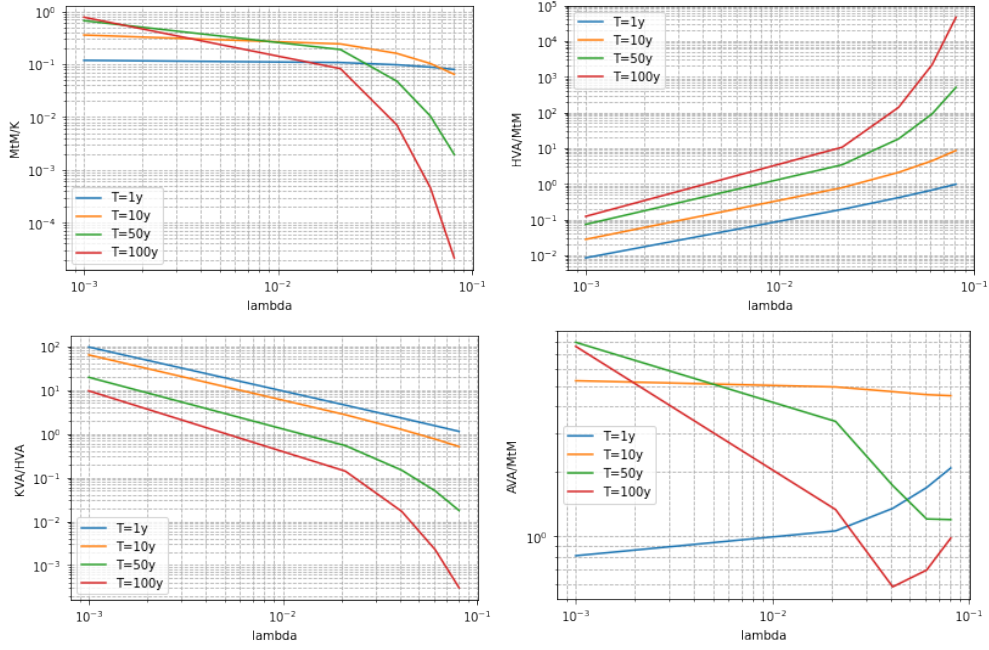 10⁰
10⁻¹
10⁻²
10⁻³
10⁻⁴
MtM/K
T=1y
T=10y
T=50y
T=100y
10⁻³
10⁻²
10⁻¹
lambda
10⁵
10⁴
10³
10²
10¹
10⁰
10⁻¹
10⁻²
HVA/MtM
T=1y
T=10y
T=50y
T=100y
10⁻³
10⁻²
10⁻¹
lambda
10²
10¹
10⁰
10⁻¹
10⁻²
10⁻³
KVA/HVA
T=1y
T=10y
T=50y
T=100y
10⁻³
10⁻²
10⁻¹
lambda
10⁰
AVA/MtM
T=1y
T=10y
T=50y
T=100y
10⁻³
10⁻²
10⁻¹
lambda